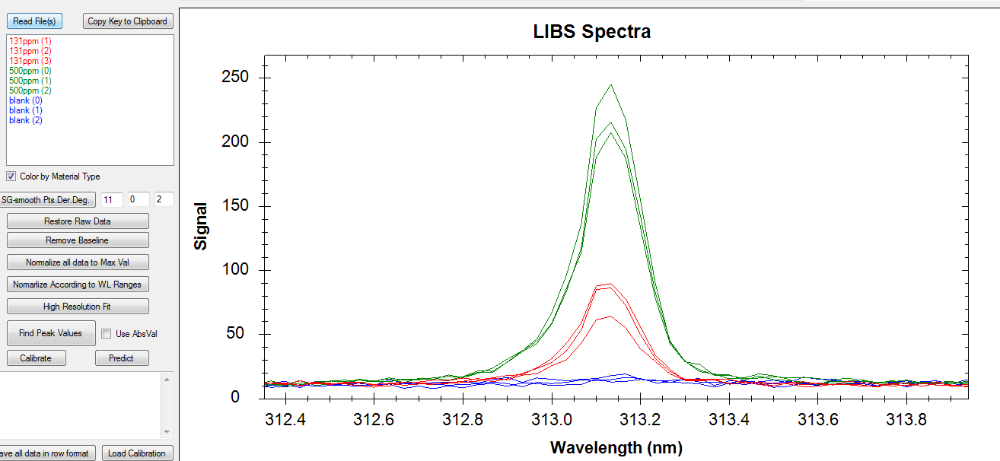 Read File(s)
Copy Key to Clipboard
131ppm (1)
131ppm (2)
131ppm (3)
500ppm (0)
500ppm (1)
500ppm (2)
blank (0)
blank (1)
blank (2)
Color by Material Type
SG-smooth Pts.Der.Deg.
11
0
2
Restore Raw Data
Remove Baseline
Normalize all data to Max Val
Nomarlize According to WL Ranges
High Resolution Fit
Find Peak Values
Use AbsVal
Calibrate
Predict
ave all data in row format
Load Calibration
LIBS Spectra
Signal
250
200
150
100
50
0
312.4 312.6 312.8 313.0 313.2 313.4 313.6 313.8
Wavelength (nm)